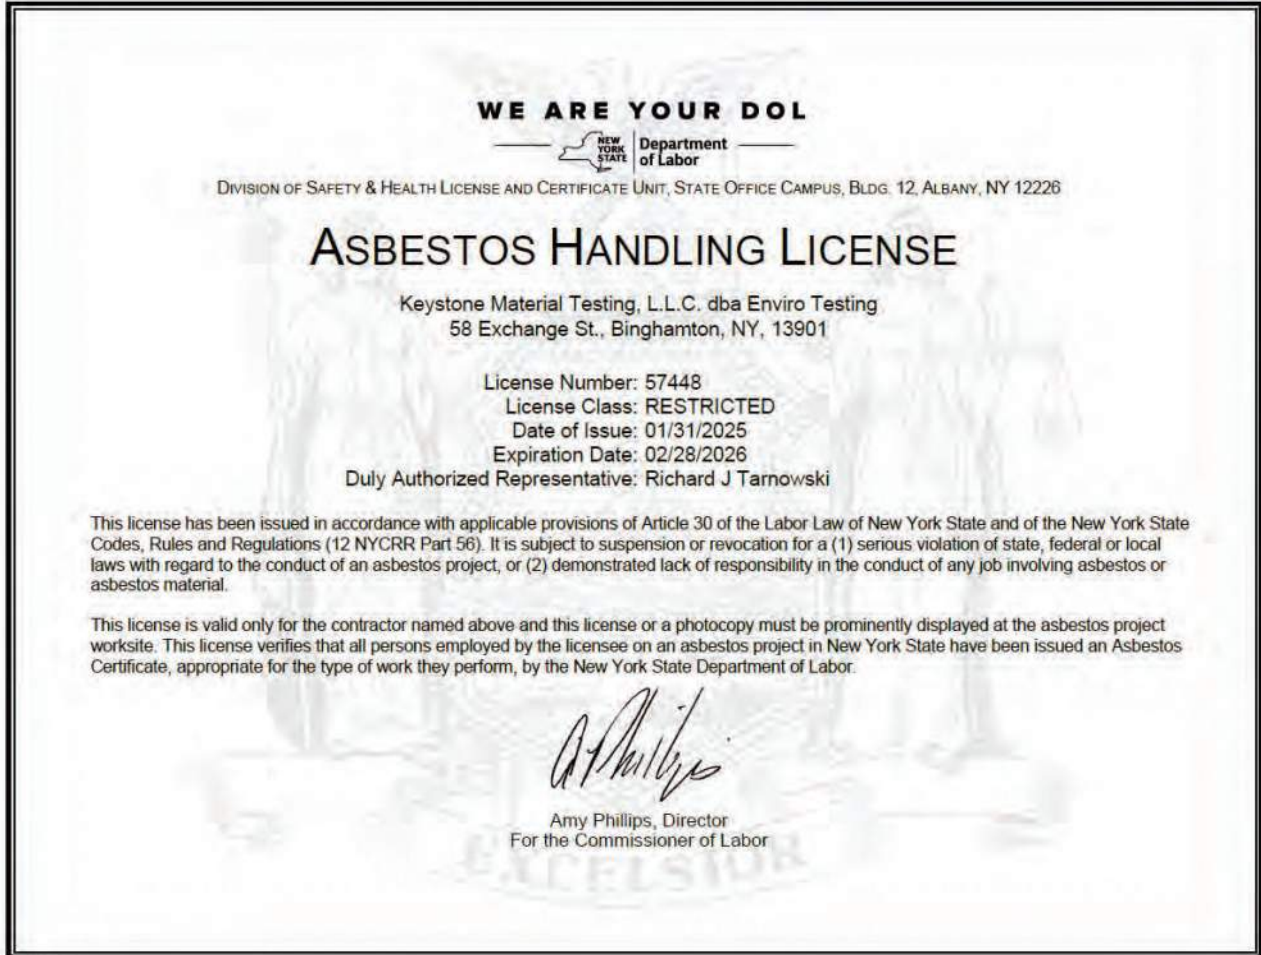 WE ARE YOUR DOL
NEW YORK STATE
Department of Labor
DIVISION OF SAFETY & HEALTH LICENSE AND CERTIFICATE UNIT, STATE OFFICE CAMPUS, BLDG. 12, ALBANY, NY 12226
ASBESTOS HANDLING LICENSE
Keystone Material Testing, L.L.C. dba Enviro Testing
58 Exchange St., Binghamton, NY, 13901
License Number: 57448
License Class: RESTRICTED
Date of Issue: 01/31/2025
Expiration Date: 02/28/2026
Duly Authorized Representative: Richard J Tarnowski
This license has been issued in accordance with applicable provisions of Article 30 of the Labor Law of New York State and of the New York State
Codes, Rules and Regulations (12 NYCRR Part 56). It is subject to suspension or revocation for a (1) serious violation of state, federal or local
laws with regard to the conduct of an asbestos project, or (2) demonstrated lack of responsibility in the conduct of any job involving asbestos or
asbestos material.
This license is valid only for the contractor named above and this license or a photocopy must be prominently displayed at the asbestos project
worksite. This license verifies that all persons employed by the licensee on an asbestos project in New York State have been issued an Asbestos
Certificate, appropriate for the type of work they perform, by the New York State Department of Labor.
A Phillips
Amy Phillips, Director
For the Commissioner of Labor
EXCELSIOR